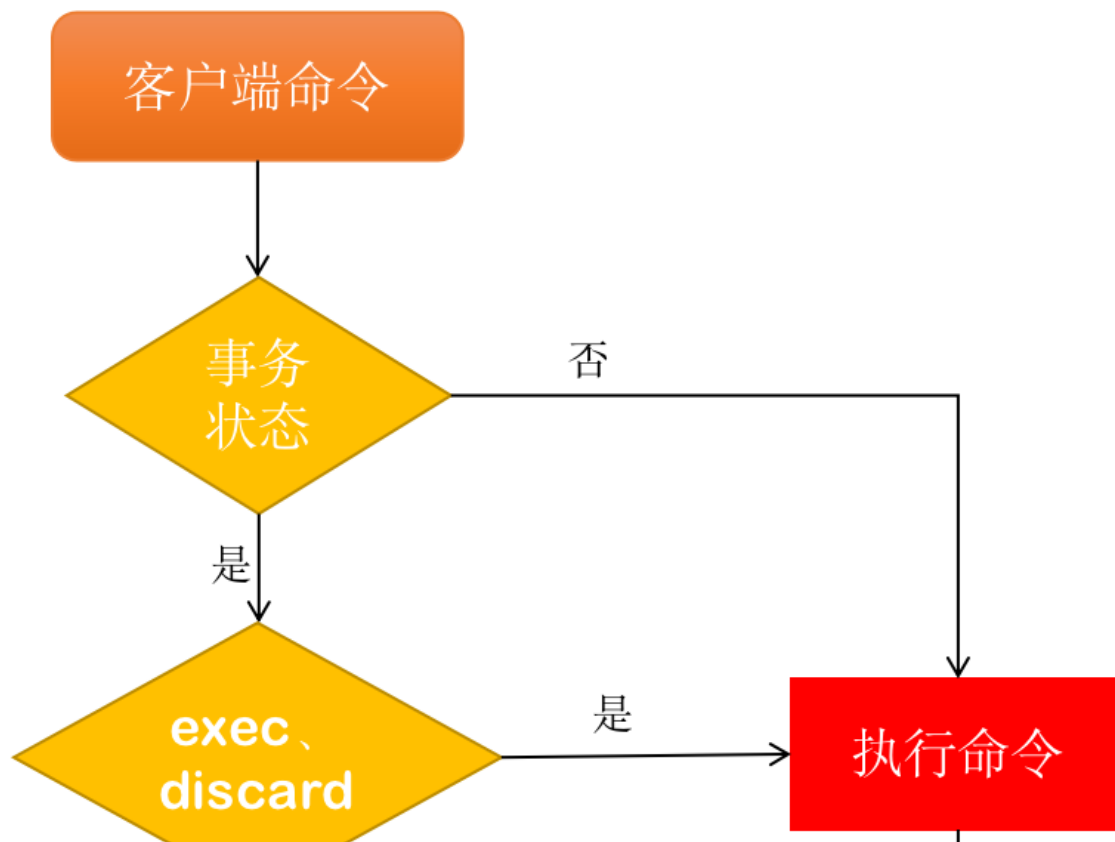 客户端命令
事务
状态
否
是
exec、
discard
是
执行命令